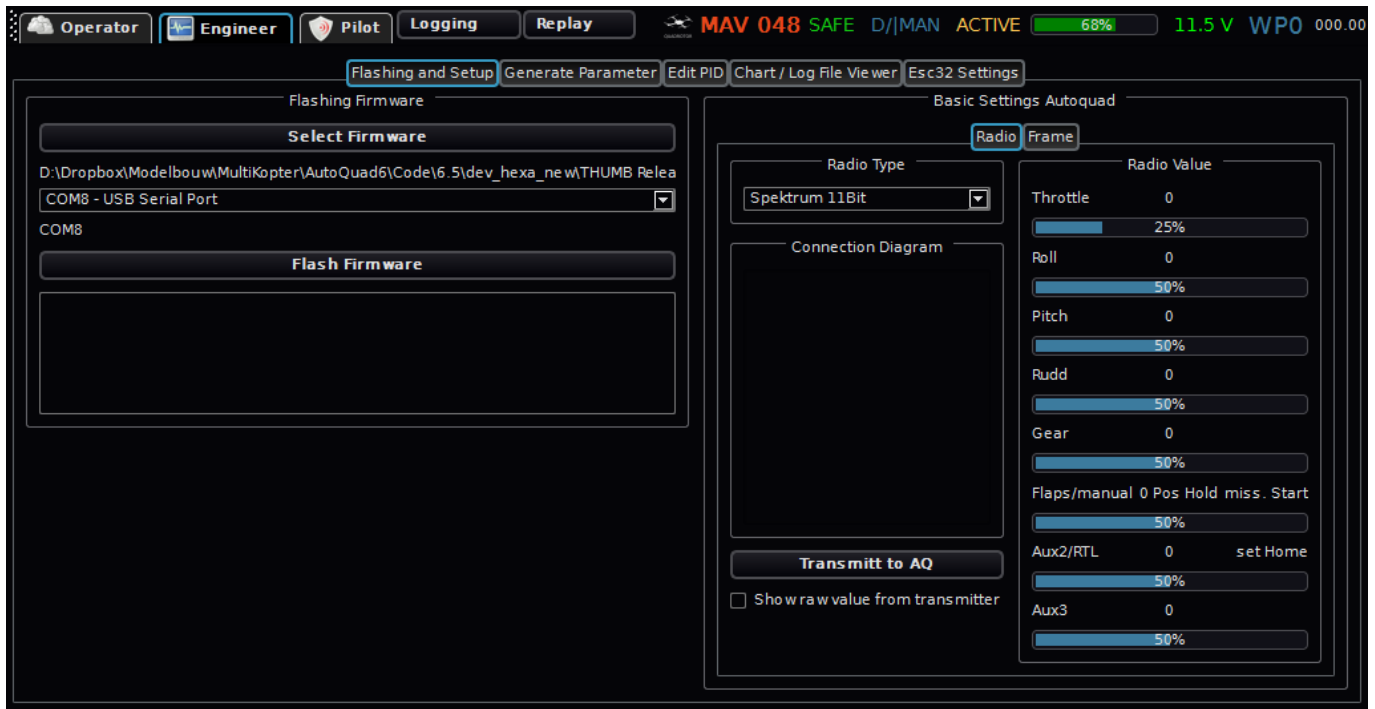 Operator Engineer Pilot Logging Replay MAV 048 SAFE D/|MAN ACTIVE 68% 11.5 V WP0 000.00
Flashing and Setup Generate Parameter Edit PID Chart / Log File Viewer Esc32 Settings
Flashing Firmware
Select Firmware
D:\Dropbox\Modelbouw\MultiKopter\AutoQuad6\Code\6.5\dev_hexa_new\THUMB Relea
COM8 - USB Serial Port
COM8
Flash Firmware
Basic Settings Autoquad
Radio Frame
Radio Type
Spektrum 11Bit
Connection Diagram
Transmitt to AQ
Show raw value from transmitter
Radio Value
Throttle 0
25%
Roll 0
50%
Pitch 0
50%
Rudd 0
50%
Gear 0
50%
Flaps/manual 0 Pos Hold miss. Start
50%
Aux2/RTL 0 set Home
50%
Aux3 0
50%